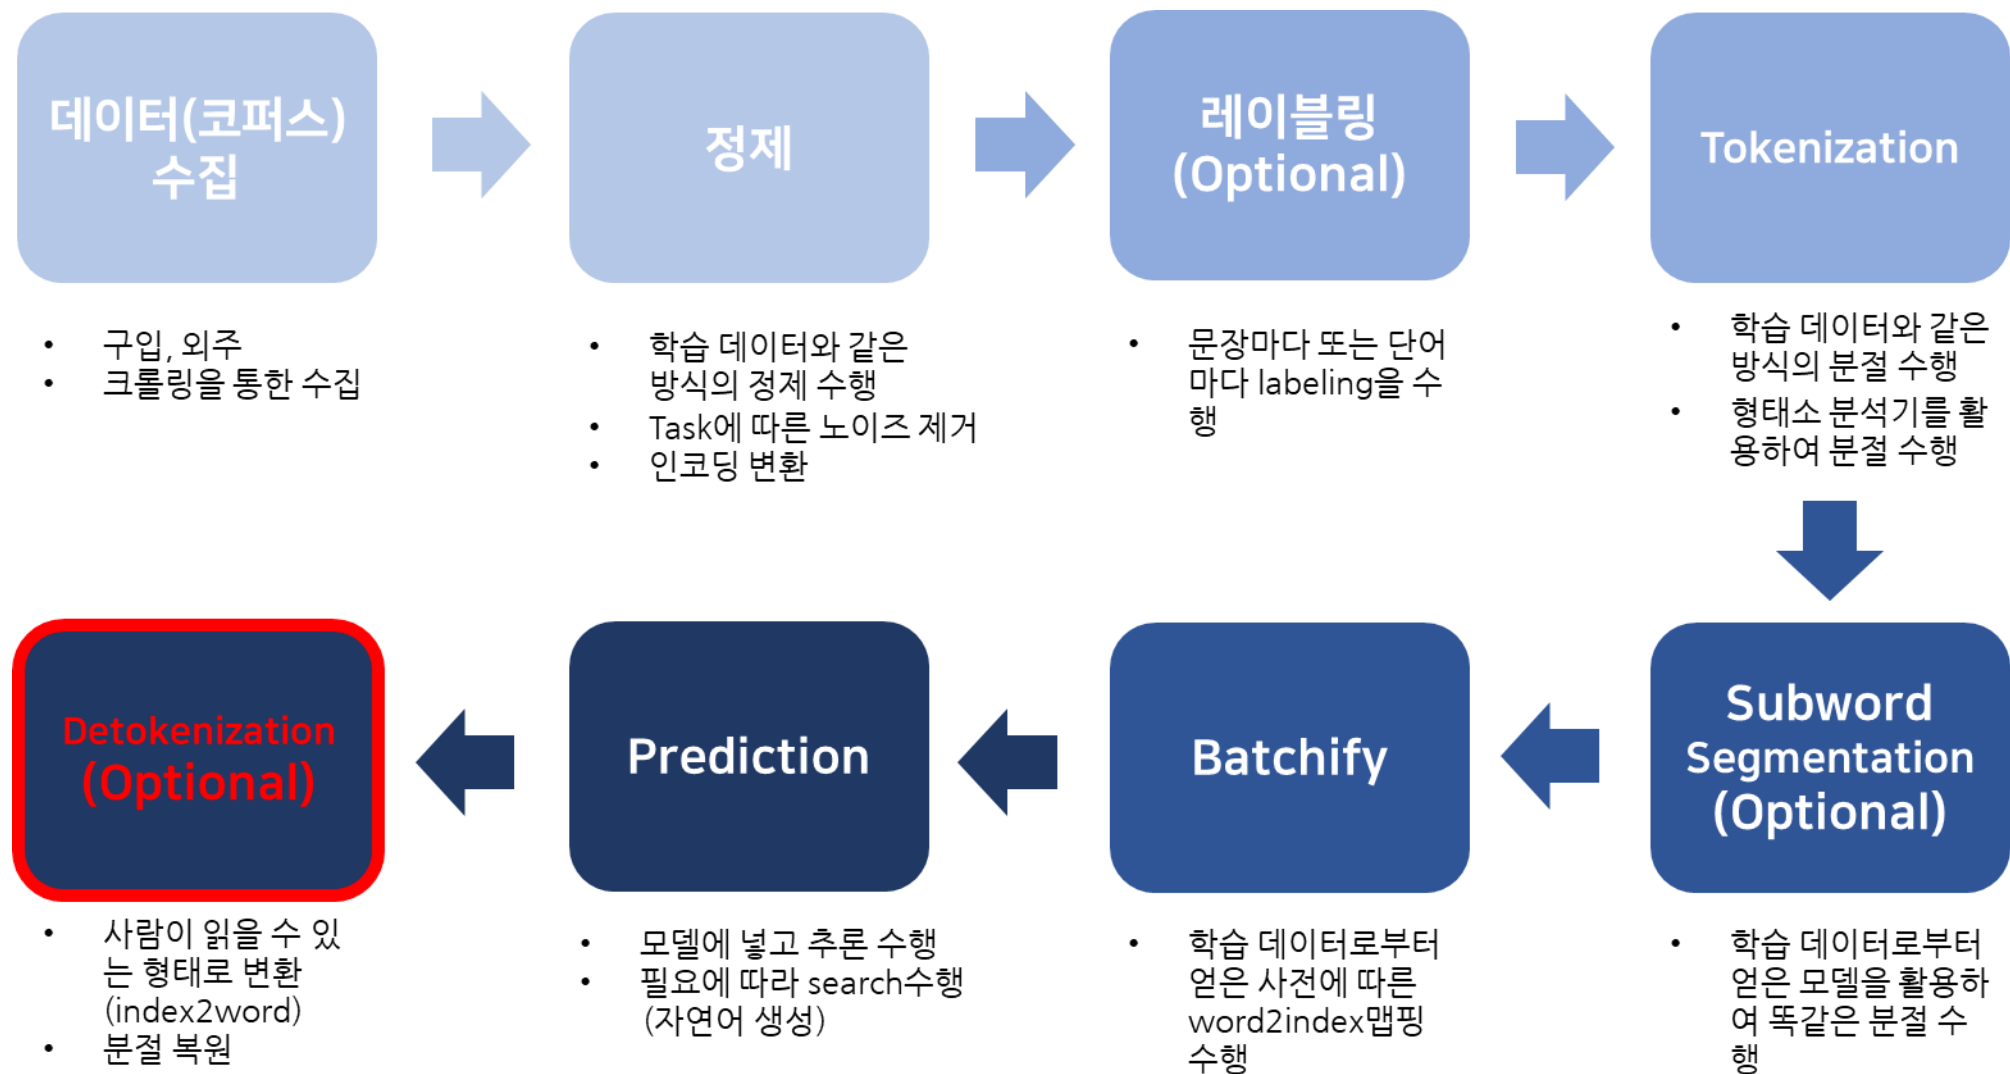 데이터(코퍼스)
수집
정제
레이블링
(Optional)
Tokenization
• 구입, 외주
• 크롤링을 통한 수집
• 학습 데이터와 같은
방식의 정제 수행
• Task에 따른 노이즈 제거
• 인코딩 변환
• 문장마다 또는 단어
마다 labeling을 수
행
• 학습 데이터와 같은
방식의 분절 수행
• 형태소 분석기를 활
용하여 분절 수행
Detokenization
(Optional)
Prediction
Batchify
Subword
Segmentation
(Optional)
• 사람이 읽을 수 있
는 형태로 변환
(index2word)
• 분절 복원
• 모델에 넣고 추론 수행
• 필요에 따라 search수행
(자연어 생성)
• 학습 데이터로부터
얻은 사전에 따른
word2index맵핑
수행
• 학습 데이터로부터
얻은 모델을 활용하
여 똑같은 분절 수
행